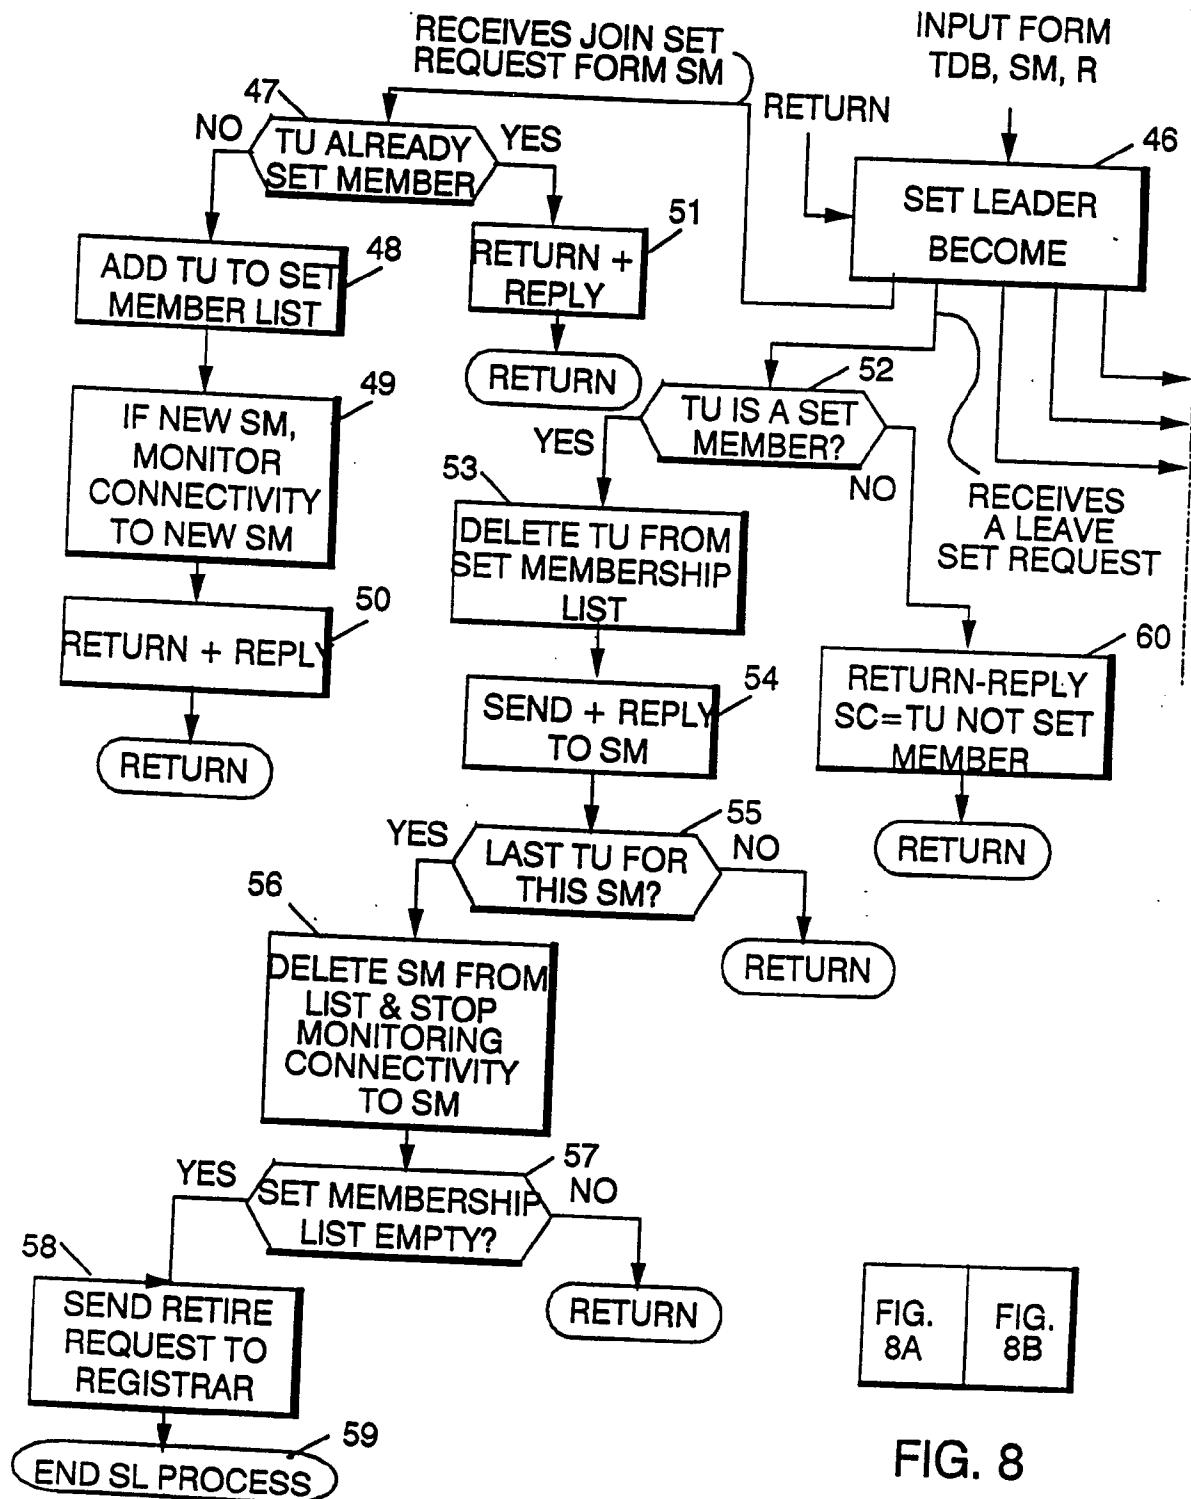 RECEIVES JOIN SET
REQUEST FORM SM
INPUT FORM
TDB, SM, R
RETURN
46
SET LEADER
BECOME
47
NO
TU ALREADY
SET MEMBER
YES
48
ADD TU TO SET
MEMBER LIST
51
RETURN +
REPLY
RETURN
49
IF NEW SM,
MONITOR
CONNECTIVITY
TO NEW SM
50
RETURN + REPLY
RETURN
52
TU IS A SET
MEMBER?
YES
NO
RECEIVES
A LEAVE
SET REQUEST
53
DELETE TU FROM
SET MEMBERSHIP
LIST
54
SEND + REPLY
TO SM
60
RETURN-REPLY
SC=TU NOT SET
MEMBER
RETURN
55
YES
LAST TU FOR
THIS SM?
NO
RETURN
56
DELETE SM FROM
LIST & STOP
MONITORING
CONNECTIVITY
TO SM
57
YES
SET MEMBERSHIP
LIST EMPTY?
NO
RETURN
58
SEND RETIRE
REQUEST TO
REGISTRAR
59
END SL PROCESS
FIG.
8A
FIG.
8B
FIG. 8